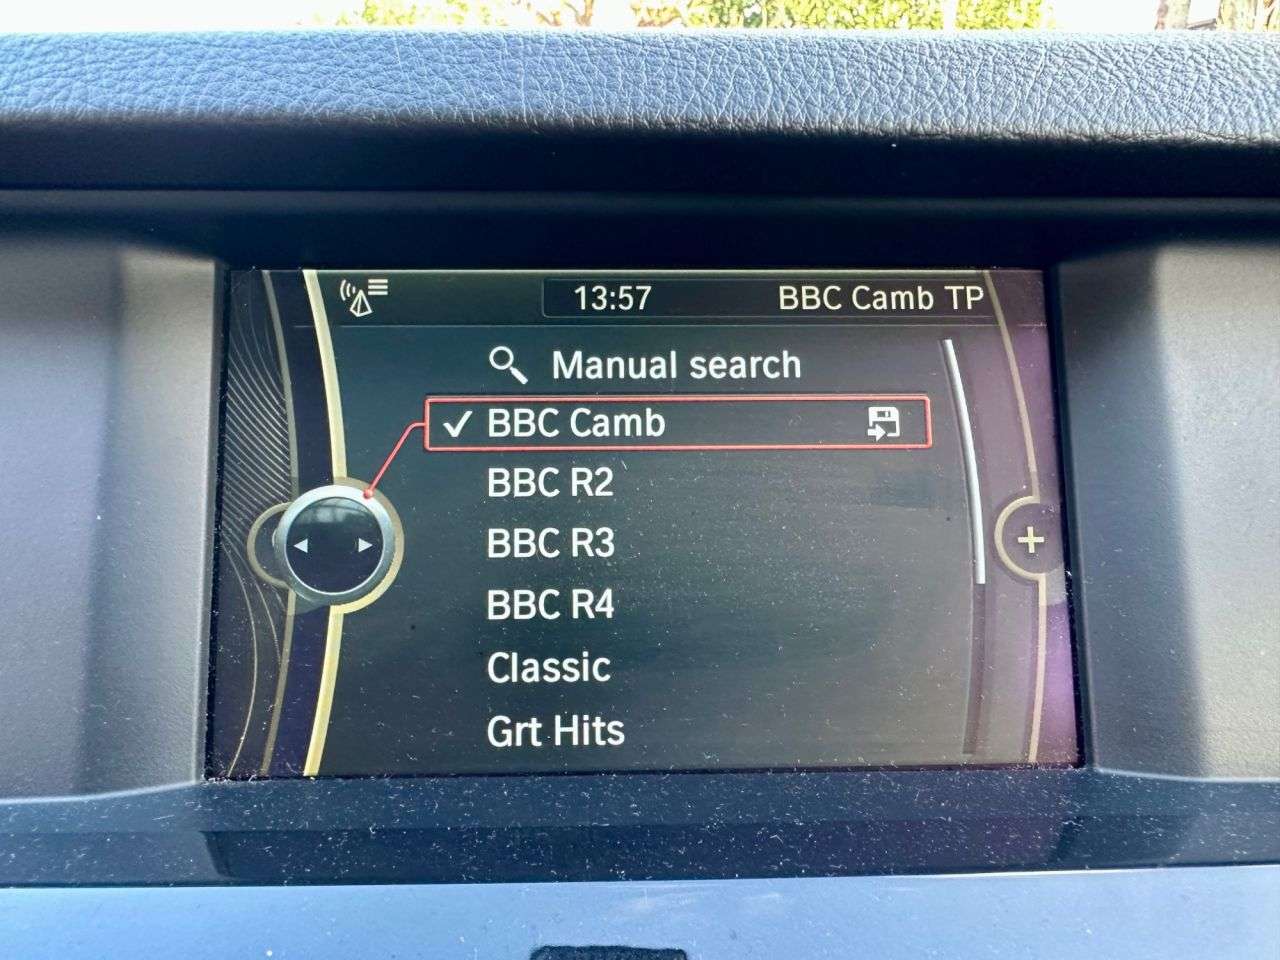 13:57 BBC Camb TP
Manual search
BBC Camb
BBC R2
BBC R3
BBC R4
Classic
Grt Hits